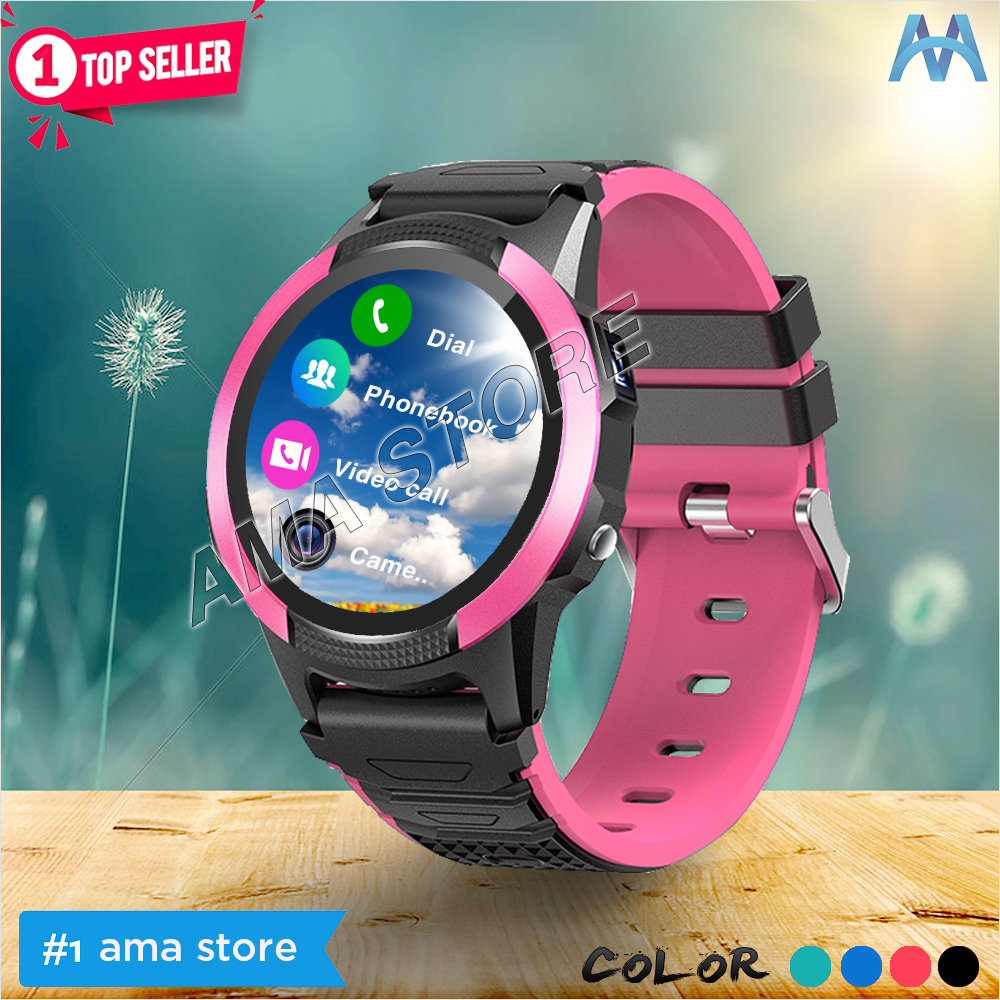 1 TOP SELLER
Dial
Phonebook
Video call
Came..
AMA STORE
#1 ama store
COLOR